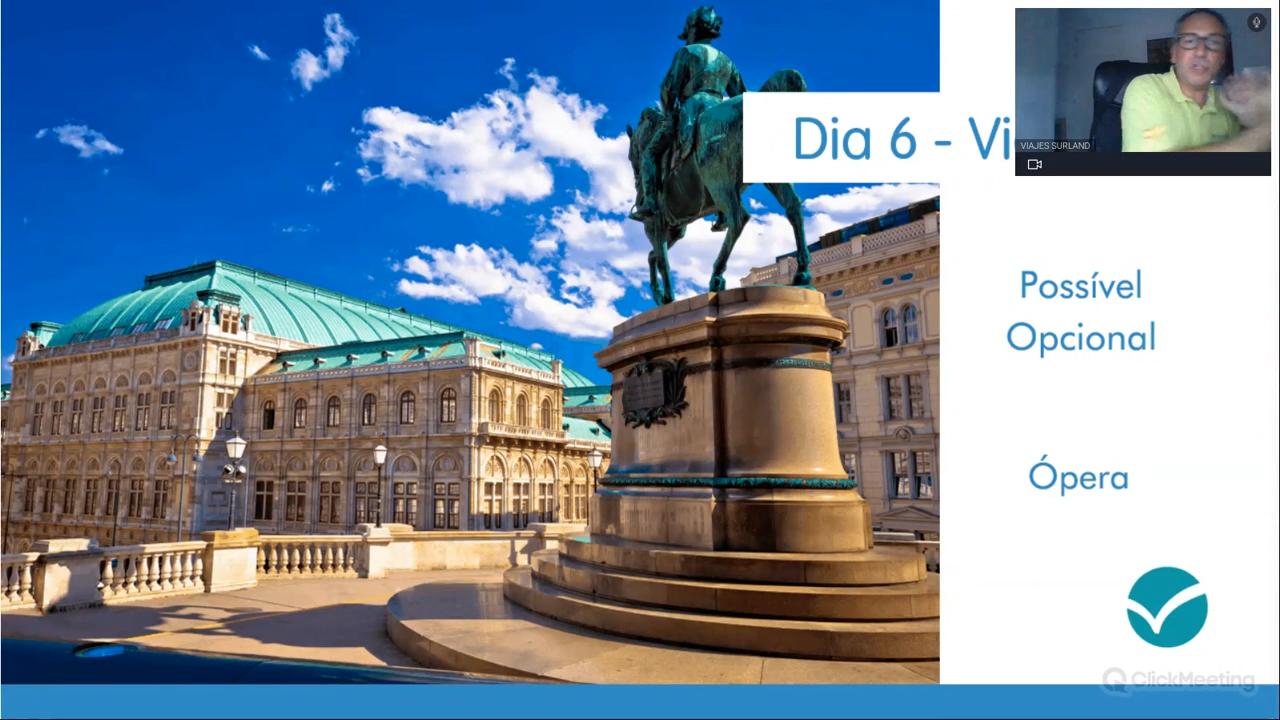 Dia 6 - Vi
VIAJES SURLAND
Possível
Opcional
Ópera
ClickMeeting